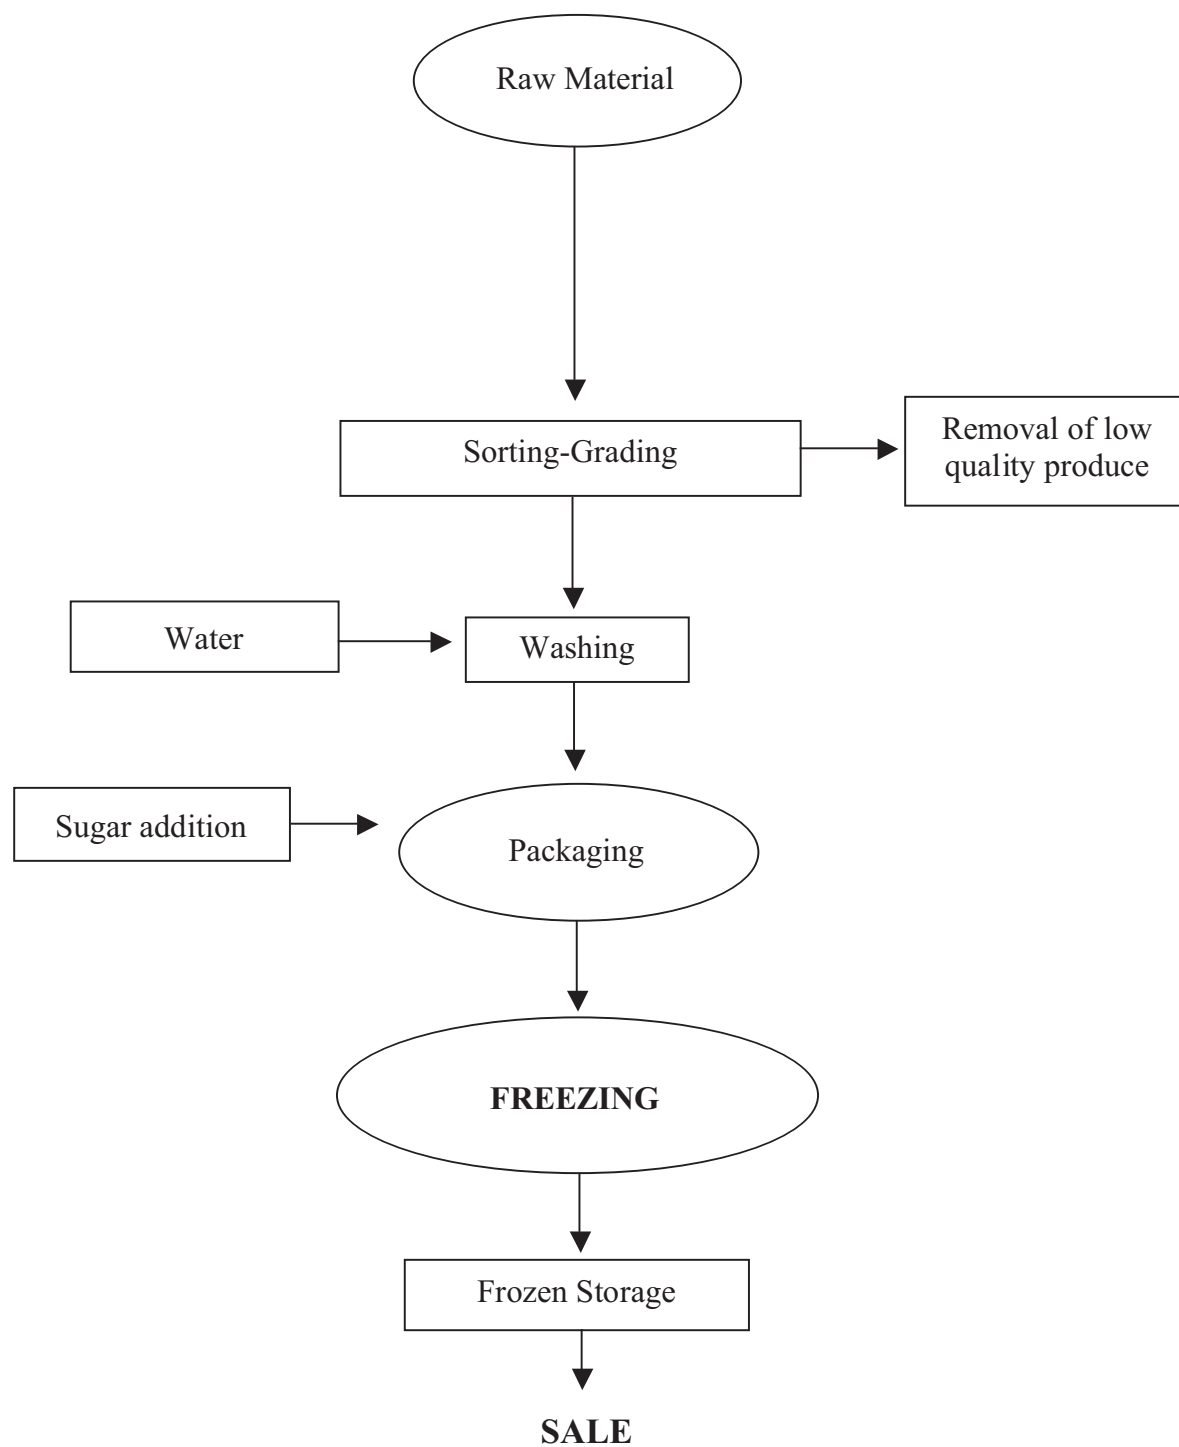 Raw Material
Sorting-Grading
Removal of low
quality produce
Water
Washing
Sugar addition
Packaging
FREEZING
Frozen Storage
SALE